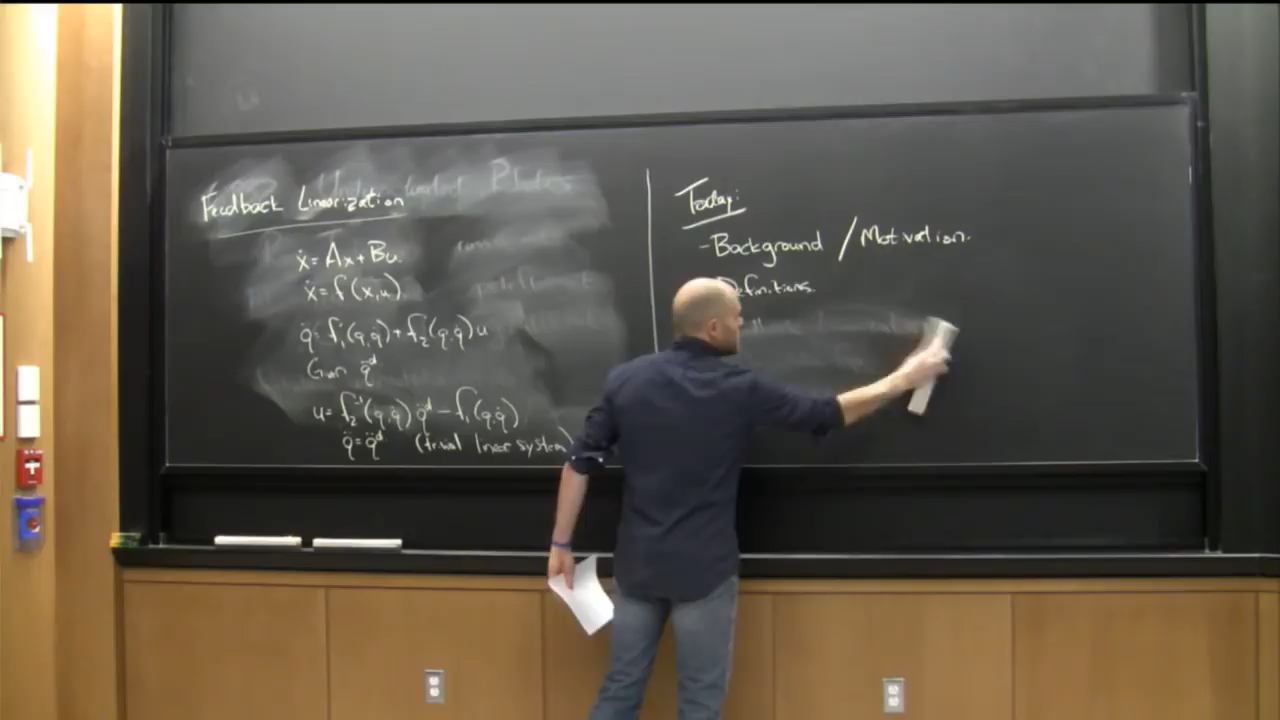 Feedback Linearization
ẋ = Ax + Bu.
ẋ = f(x,u).
q̈ = f₁(q,q̇) + f₂(q,q̇)u
Given q̈ᵈ
u = f₂⁻¹(q,q̇) q̈ᵈ - f₁(q,q̇)
q̈ = q̈ᵈ (trivial linear system)
Today:
- Background / Motivation.
Definitions.